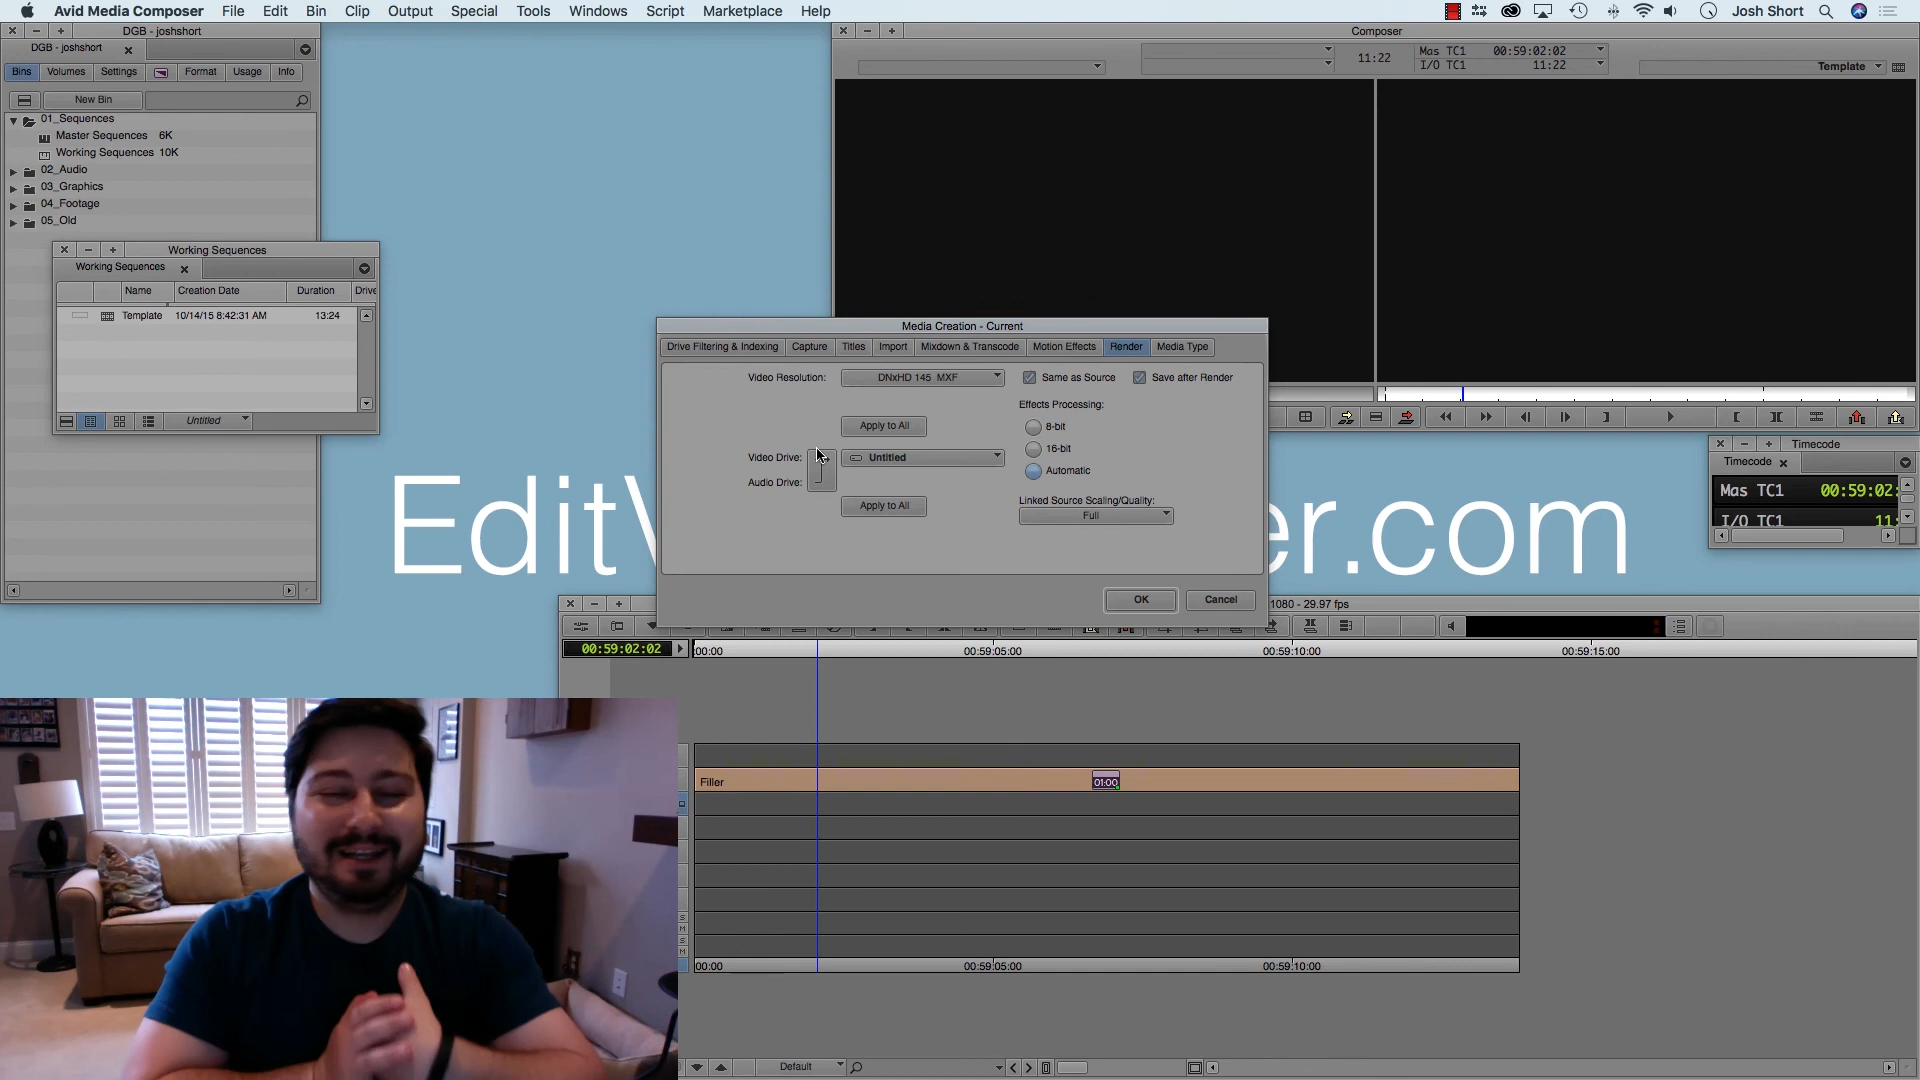 Avid Media Composer File Edit Bin Clip Output Special Tools Windows Script Marketplace Help Josh Short
DGB - joshshort
DGB - joshshort
Bins Volumes Settings Format Usage Info
New Bin
01_Sequences
Master Sequences 6K
Working Sequences 10K
02_Audio
03_Graphics
04_Footage
05_Old
Working Sequences
Working Sequences
Name Creation Date Duration Drive
Template 10/14/15 8:42:31 AM 13:24
Untitled
Composer
11:22
Mas TC1 00:59:02:02
I/O TC1 11:22
Template
Media Creation - Current
Drive Filtering & Indexing Capture Titles Import Mixdown & Transcode Motion Effects Render Media Type
Video Resolution: DNxHD 145 MXF Same as Source Save after Render
Effects Processing:
Apply to All 8-bit
16-bit
Video Drive: Untitled
Automatic
Audio Drive:
Linked Source Scaling/Quality:
Apply to All
Full
OK Cancel
Timecode
Timecode
Mas TC1 00:59:02:
I/O TC1 11:
Edit
er.com
1080 - 29.97 fps
00:59:02:02
:00:00 00:59:05:00 00:59:10:00 00:59:15:00
Filler 01:00
S
M
S
M
00:00 00:59:05:00 00:59:10:00
Default